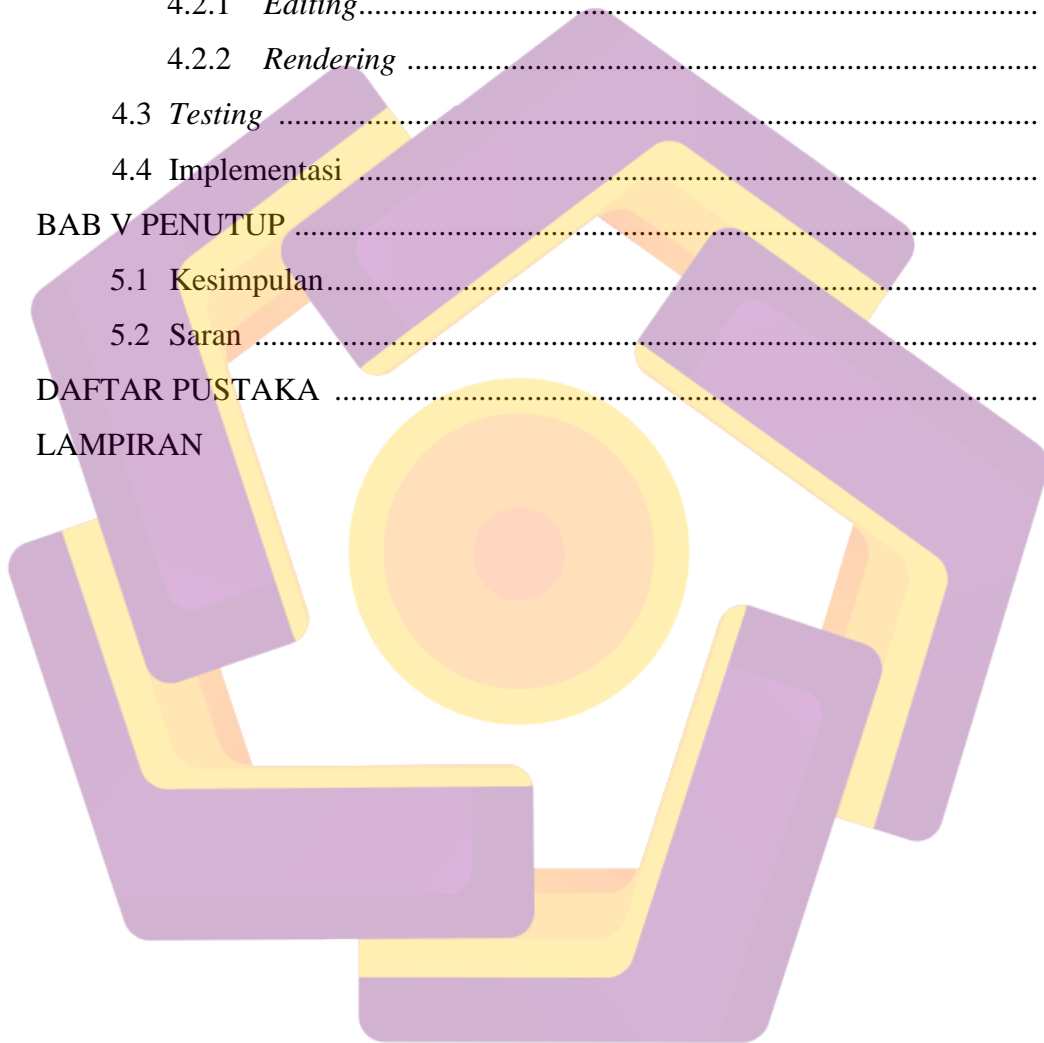 4.2.1 Editing....................................................................................
4.2.2 Rendering ..............................................................................
4.3 Testing ...............................................................................................
4.4 Implementasi .....................................................................................
BAB V PENUTUP .............................................................................................
5.1 Kesimpulan.........................................................................................
5.2 Saran ..................................................................................................
DAFTAR PUSTAKA ........................................................................................
LAMPIRAN